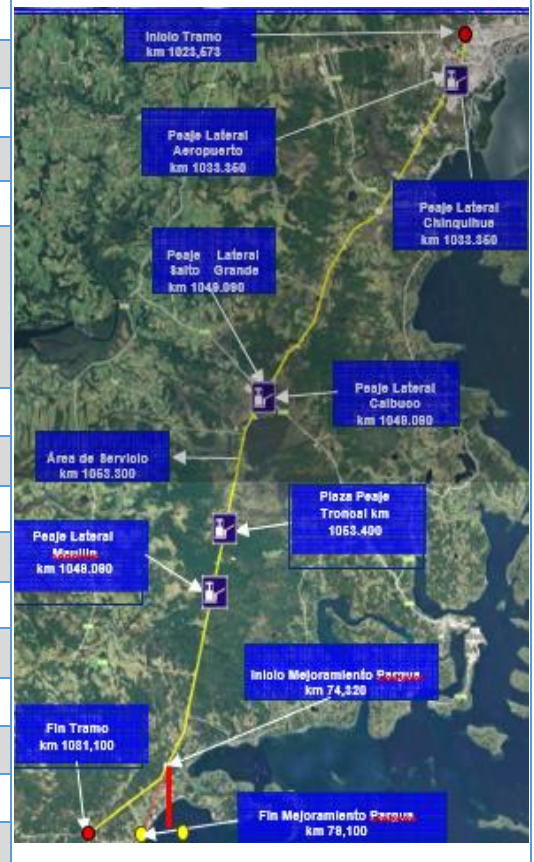 Inicio Tramo
km 1023,573
Peaje Lateral
Aeropuerto
km 1033.350
Peaje Lateral
Chinquihue
km 1033.350
Peaje Lateral
Salto Grande
km 1049.090
Peaje Lateral
Calbuco
km 1049.090
Área de Servicio
km 1053.300
Plaza Peaje
Troncal km
1053.400
Peaje Lateral
Maullín
km 1049.090
Inicio Mejoramiento Pargua
km 74,320
Fin Tramo
km 1081,100
Fin Mejoramiento Pargua
km 79,100